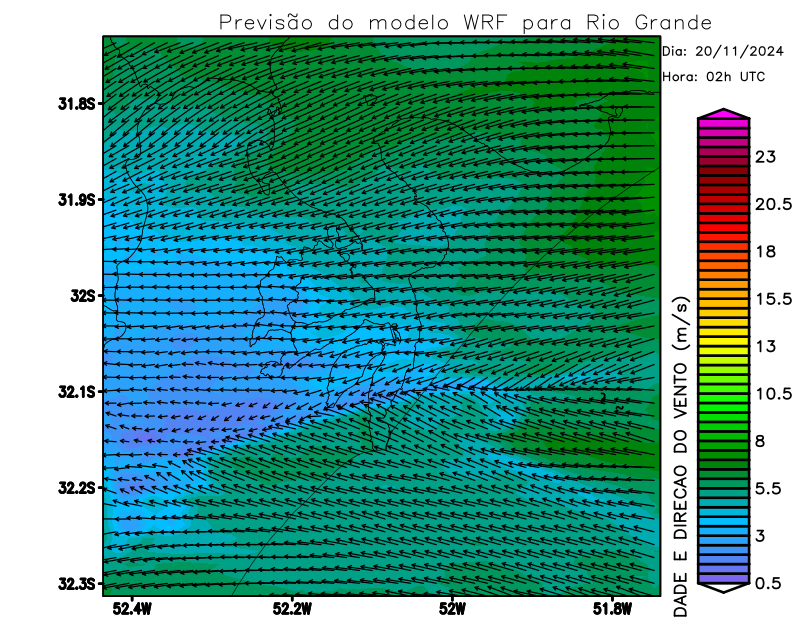 Previsão do modelo WRF para Rio Grande
Dia: 20/11/2024
Hora: 02h UTC
31.8S
31.9S
32S
32.1S
32.2S
32.3S
52.4W
52.2W
52W
51.8W
23
20.5
18
15.5
13
10.5
8
5.5
3
0.5
DADE E DIRECAO DO VENTO (m/s)